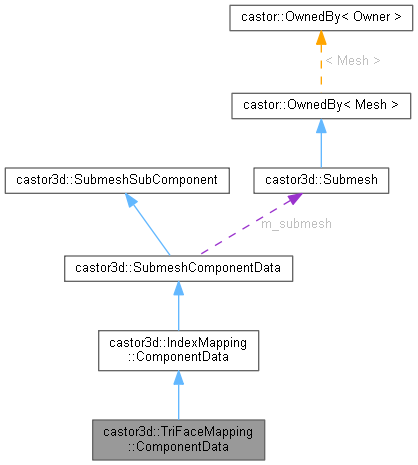 castor::OwnedBy< Owner >
< Mesh >
castor::OwnedBy< Mesh >
castor3d::SubmeshSubComponent
castor3d::Submesh
m_submesh
castor3d::SubmeshComponentData
castor3d::IndexMapping
::ComponentData
castor3d::TriFaceMapping
::ComponentData